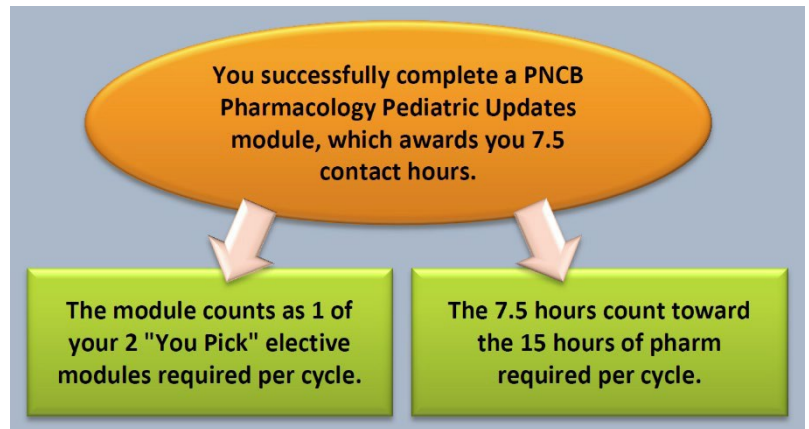 You successfully complete a PNCB
Pharmacology Pediatric Updates
module, which awards you 7.5
contact hours.
The module counts as 1 of
your 2 "You Pick" elective
modules required per cycle.
The 7.5 hours count toward
the 15 hours of pharm
required per cycle.